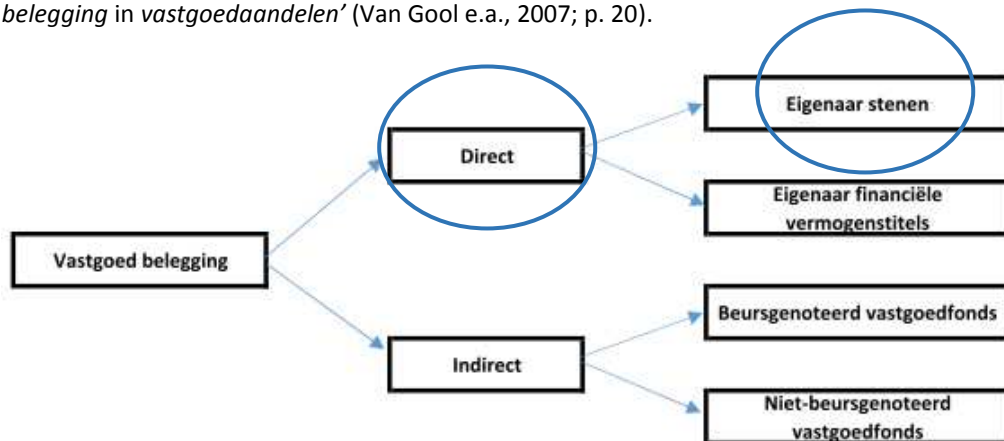 belegging in vastgoedaandelen’ (Van Gool e.a., 2007; p. 20).
Eigenaar stenen
Direct
Eigenaar financiële
vermogenstitels
Vastgoed belegging
Beursgenoteerd vastgoedfonds
Indirect
Niet-beursgenoteerd
vastgoedfonds